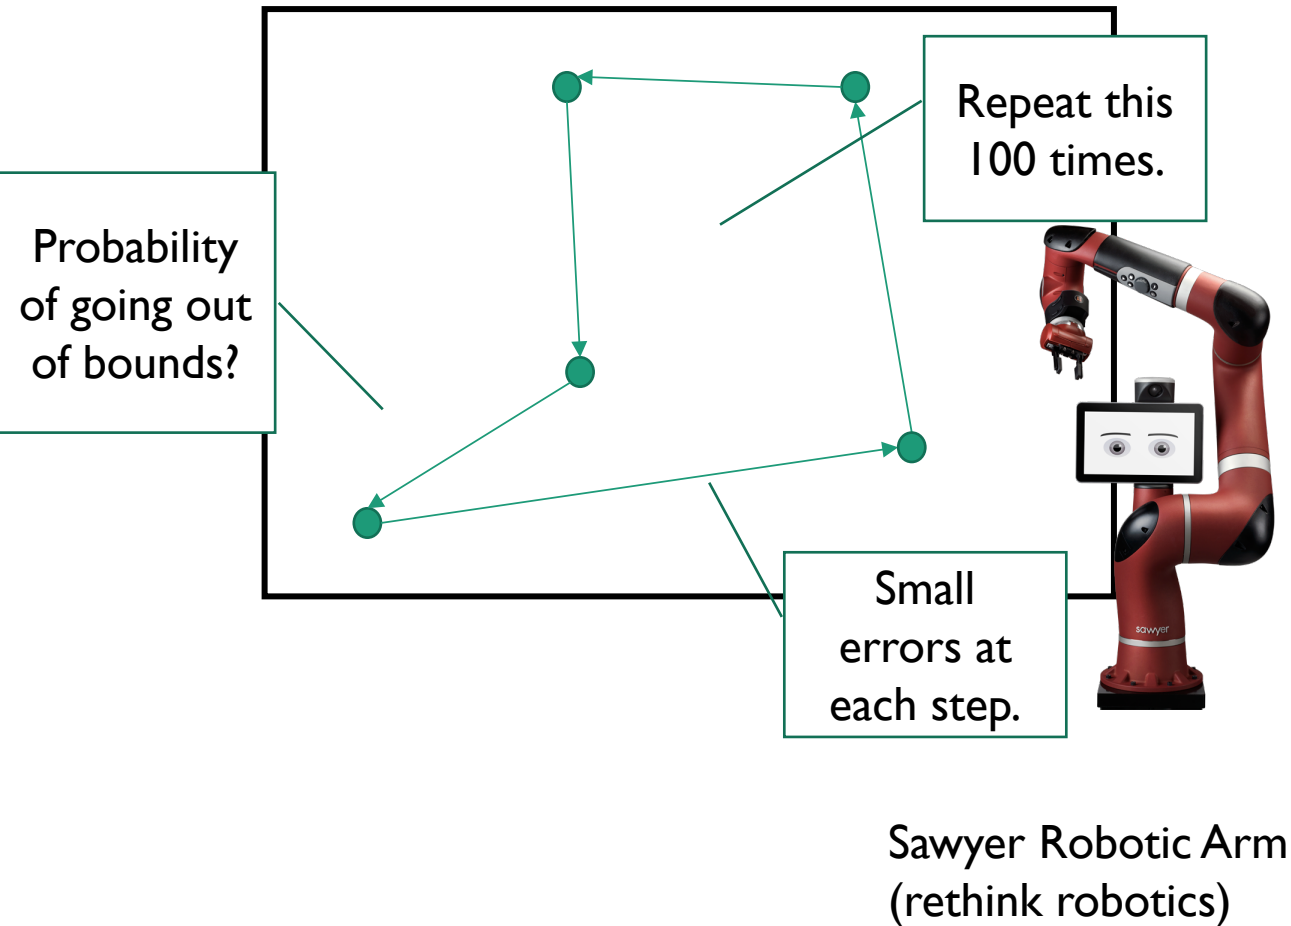 Repeat this
100 times.
Probability
of going out
of bounds?
Small
errors at
each step.
sawyer
Sawyer Robotic Arm
(rethink robotics)